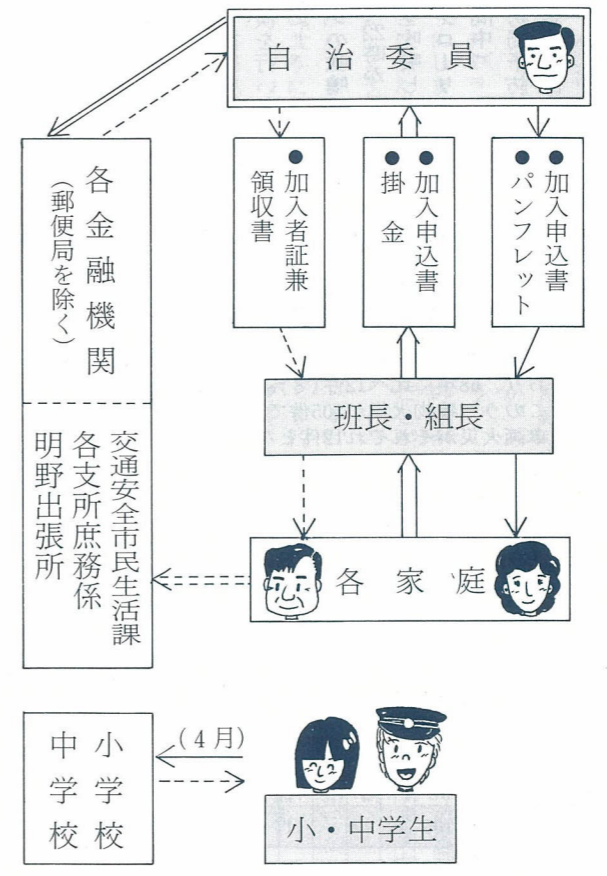 自治委員
各金融機関
(郵便局を除く)
●加入者証兼
領収書
●加入申込書
●掛金
●加入申込書
●パンフレット
班長・組長
交通安全市民生活課
各支所庶務係
明野出張所
各家庭
小学校
中学校
(4月)
小・中学生